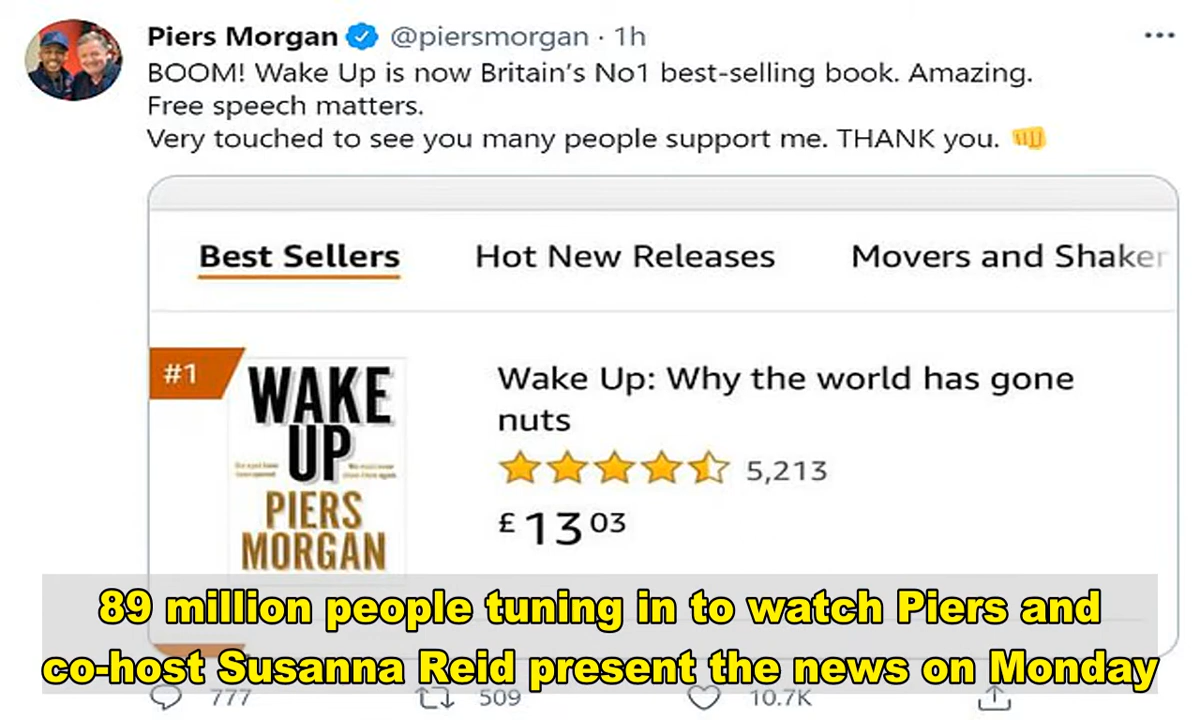 Piers Morgan @piersmorgan · 1h
BOOM! Wake Up is now Britain's No1 best-selling book. Amazing.
Free speech matters.
Very touched to see you many people support me. THANK you. 👊
Best Sellers Hot New Releases Movers and Shaker
#1
WAKE
UP
PIERS
MORGAN
Wake Up: Why the world has gone
nuts
5,213
£13 03
89 million people tuning in to watch Piers and
co-host Susanna Reid present the news on Monday
777 509 10.7K